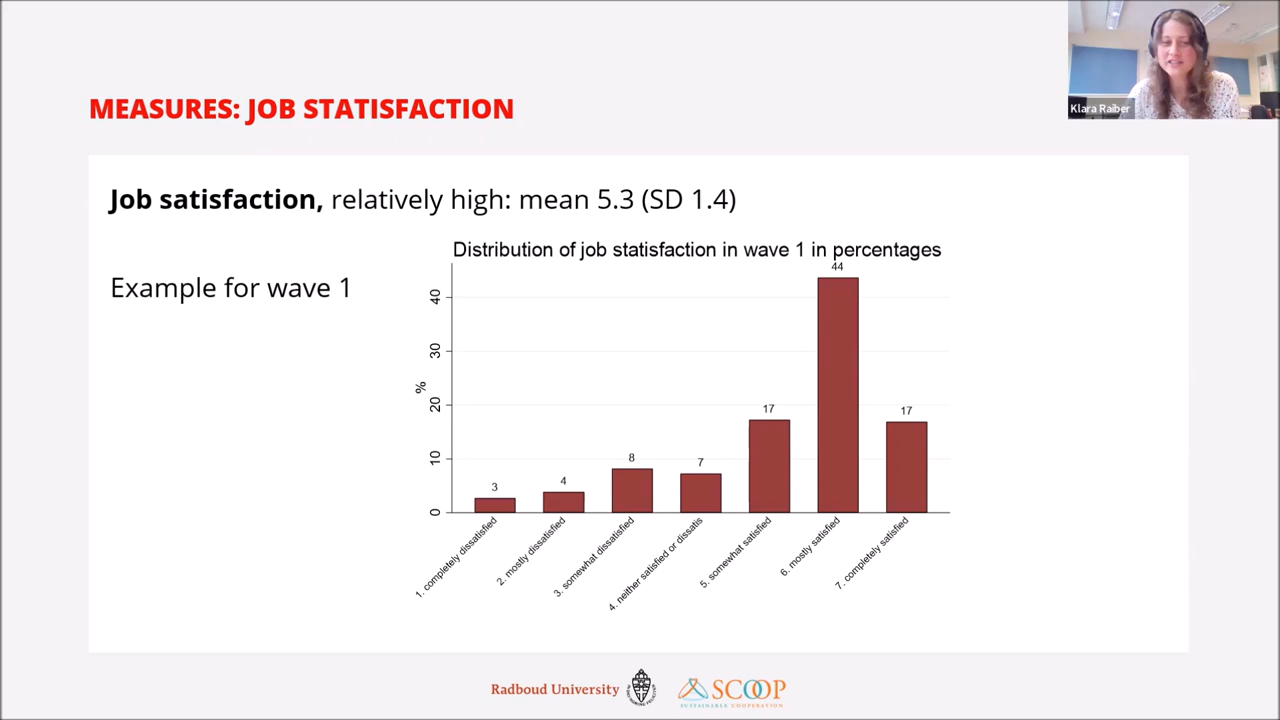 Klara Raiber
MEASURES: JOB STATISFACTION
Job satisfaction, relatively high: mean 5.3 (SD 1.4)
Example for wave 1
Distribution of job statisfaction in wave 1 in percentages
%
40
30
20
10
0
3
4
8
7
17
44
17
1. completely dissatisfied
2. mostly dissatisfied
3. somewhat dissatisfied
4. neither satisfied or dissatis
5. somewhat satisfied
6. mostly satisfied
7. completely satisfied
Radboud University
SCOOP
SUSTAINABLE COOPERATION